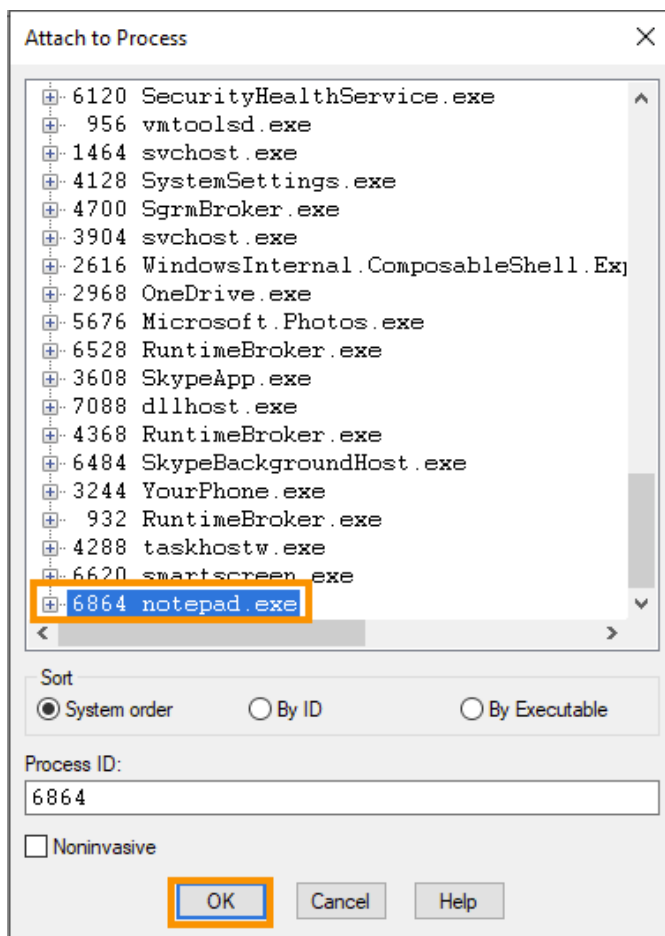 Attach to Process
6120 SecurityHealthService.exe
956 vmtoolsd.exe
1464 svchost.exe
4128 SystemSettings.exe
4700 SgrmBroker.exe
3904 svchost.exe
2616 WindowsInternal.ComposableShell.Exp
2968 OneDrive.exe
5676 Microsoft.Photos.exe
6528 RuntimeBroker.exe
3608 SkypeApp.exe
7088 dllhost.exe
4368 RuntimeBroker.exe
6484 SkypeBackgroundHost.exe
3244 YourPhone.exe
932 RuntimeBroker.exe
4288 taskhostw.exe
6620 smartscreen.exe
6864 notepad.exe
Sort
System order By ID By Executable
Process ID:
6864
Noninvasive
OK Cancel Help